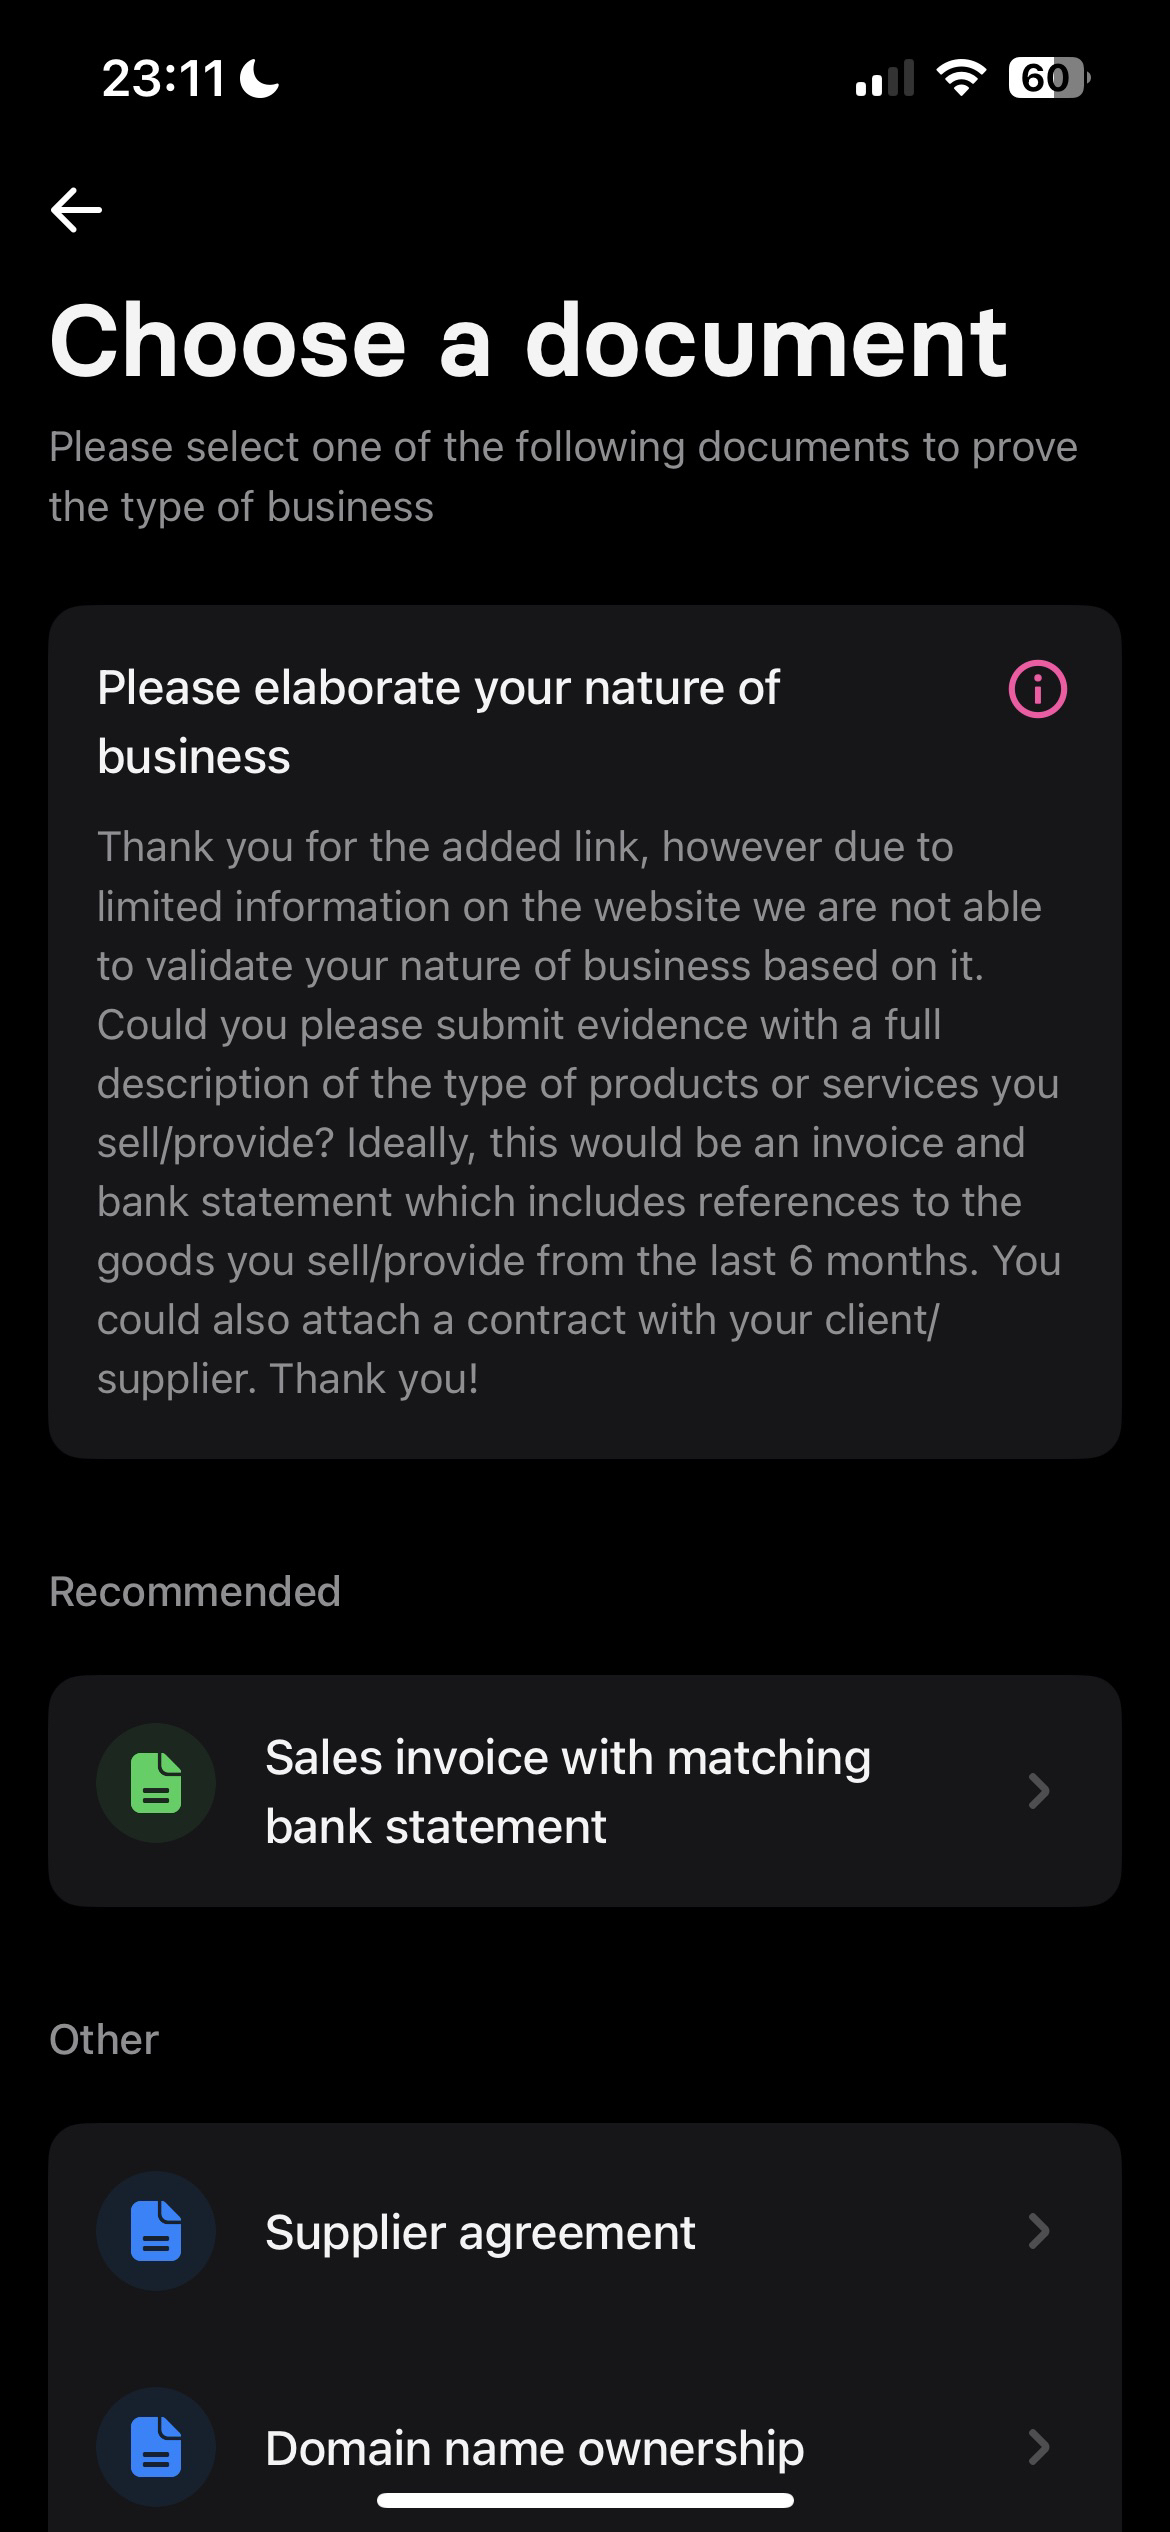 23:11
60
Choose a document
Please select one of the following documents to prove
the type of business
Please elaborate your nature of
business
Thank you for the added link, however due to
limited information on the website we are not able
to validate your nature of business based on it.
Could you please submit evidence with a full
description of the type of products or services you
sell/provide? Ideally, this would be an invoice and
bank statement which includes references to the
goods you sell/provide from the last 6 months. You
could also attach a contract with your client/
supplier. Thank you!
Recommended
Sales invoice with matching
bank statement
Other
Supplier agreement
Domain name ownership